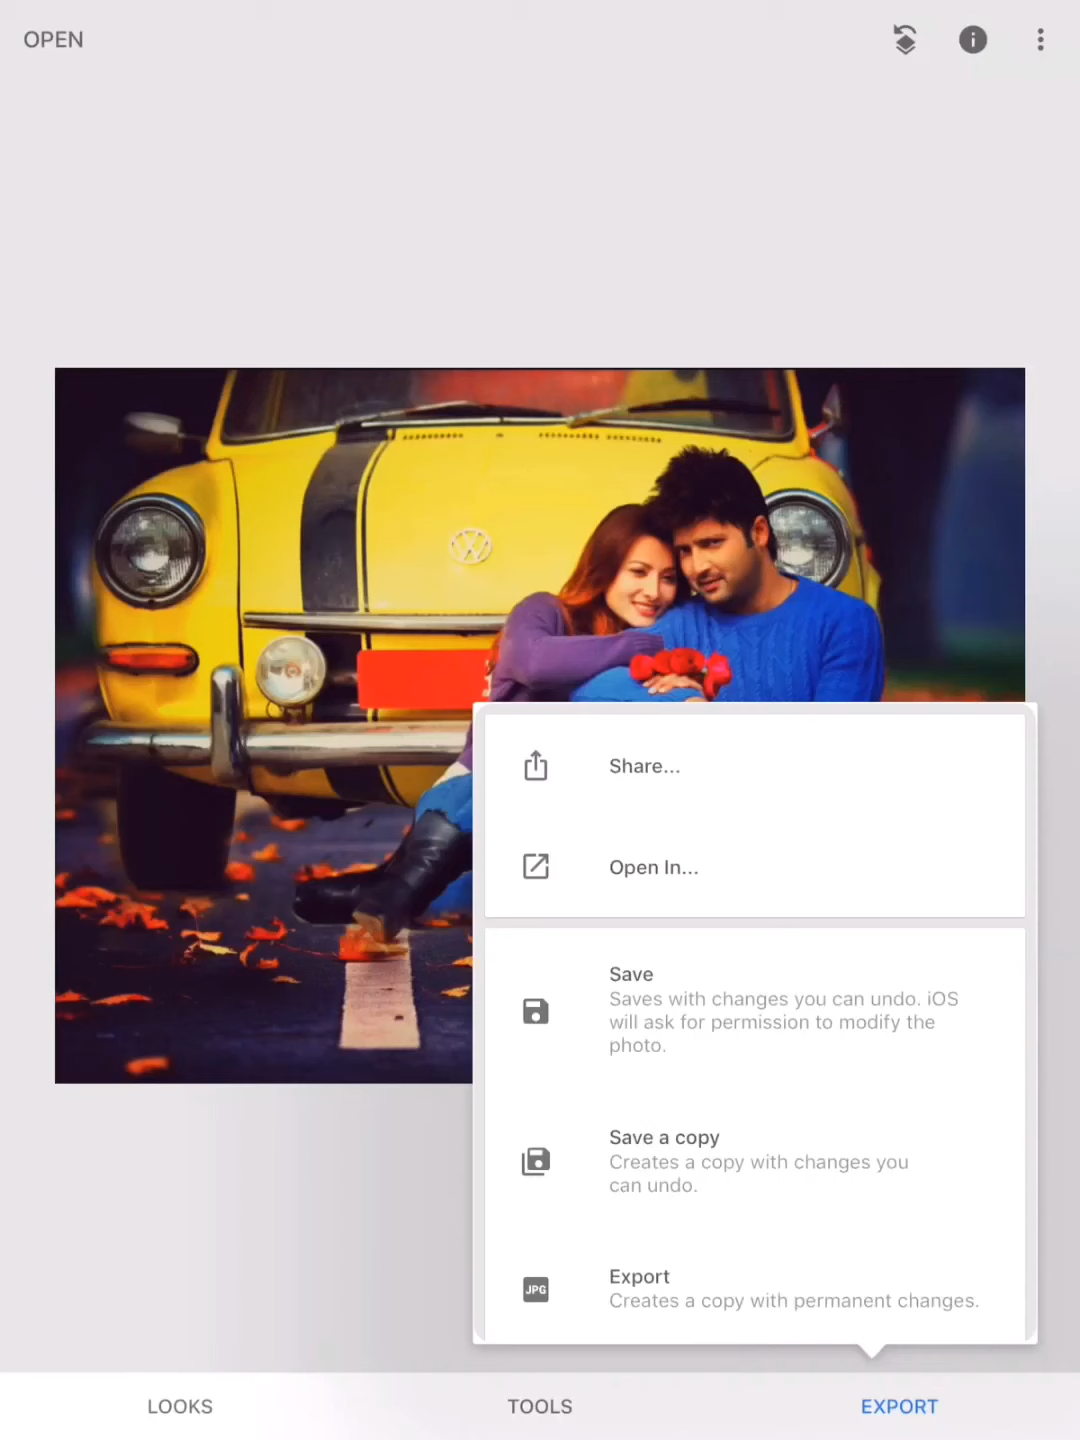 OPEN
Share...
Open In...
Save
Saves with changes you can undo. iOS
will ask for permission to modify the
photo.
Save a copy
Creates a copy with changes you
can undo.
JPG
Export
Creates a copy with permanent changes.
LOOKS
TOOLS
EXPORT